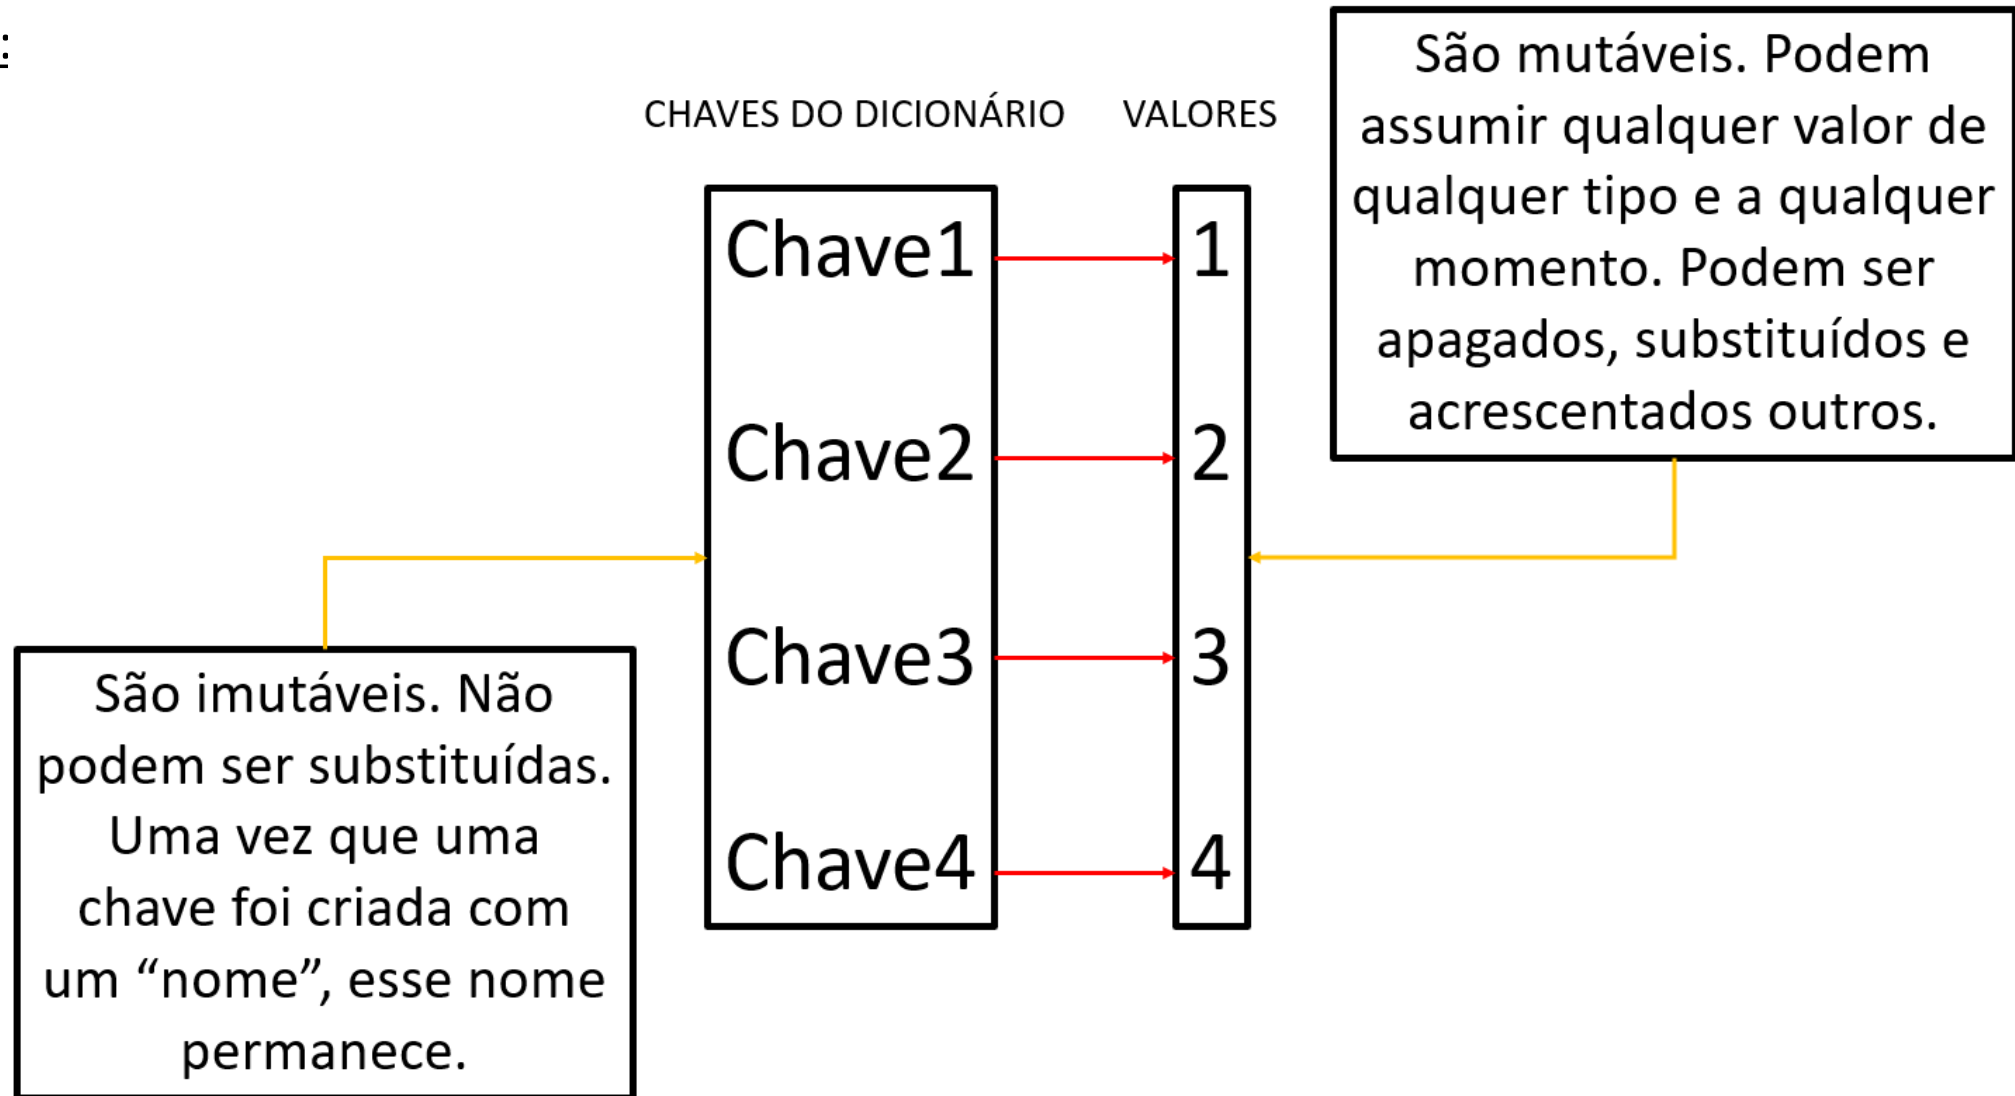 :
CHAVES DO DICIONÁRIO
VALORES
Chave1
1
Chave2
2
Chave3
3
Chave4
4
São mutáveis. Podem
assumir qualquer valor de
qualquer tipo e a qualquer
momento. Podem ser
apagados, substituídos e
acrescentados outros.
São imutáveis. Não
podem ser substituídas.
Uma vez que uma
chave foi criada com
um “nome”, esse nome
permanece.